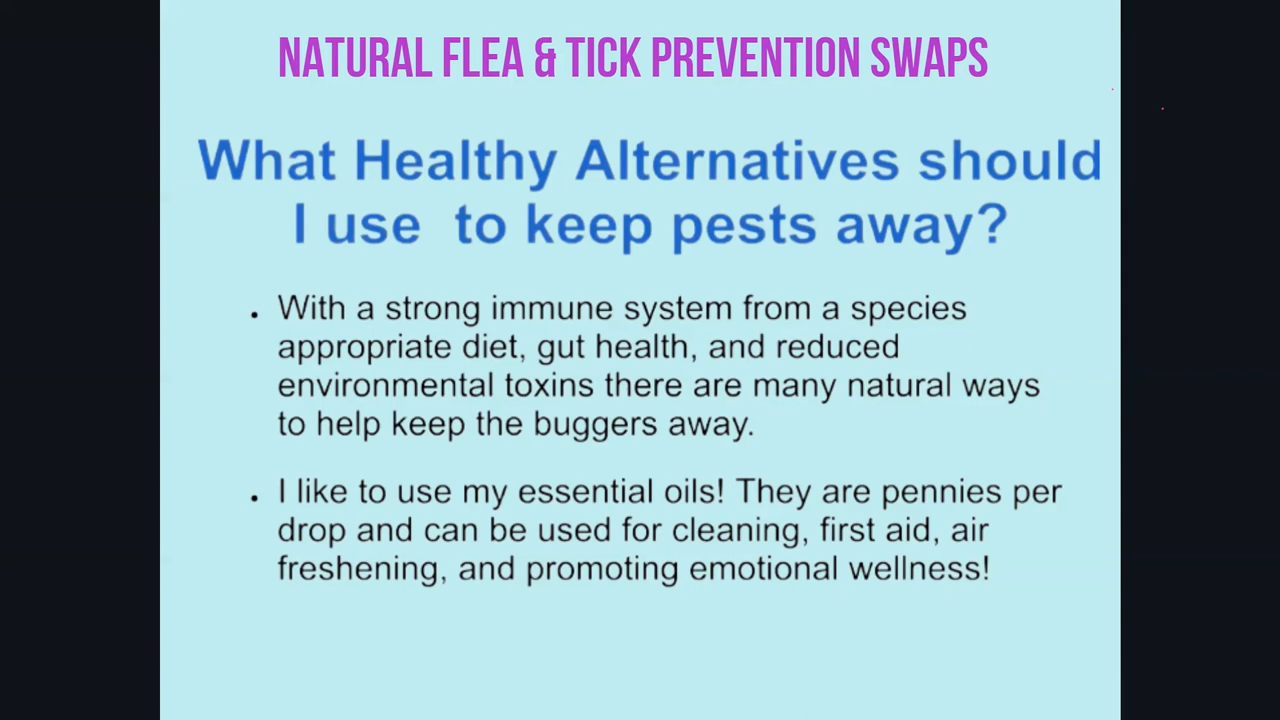 NATURAL FLEA & TICK PREVENTION SWAPS
What Healthy Alternatives should
I use  to keep pests away?
• With a strong immune system from a species
appropriate diet, gut health, and reduced
environmental toxins there are many natural ways
to help keep the buggers away.
• I like to use my essential oils! They are pennies per
drop and can be used for cleaning, first aid, air
freshening, and promoting emotional wellness!